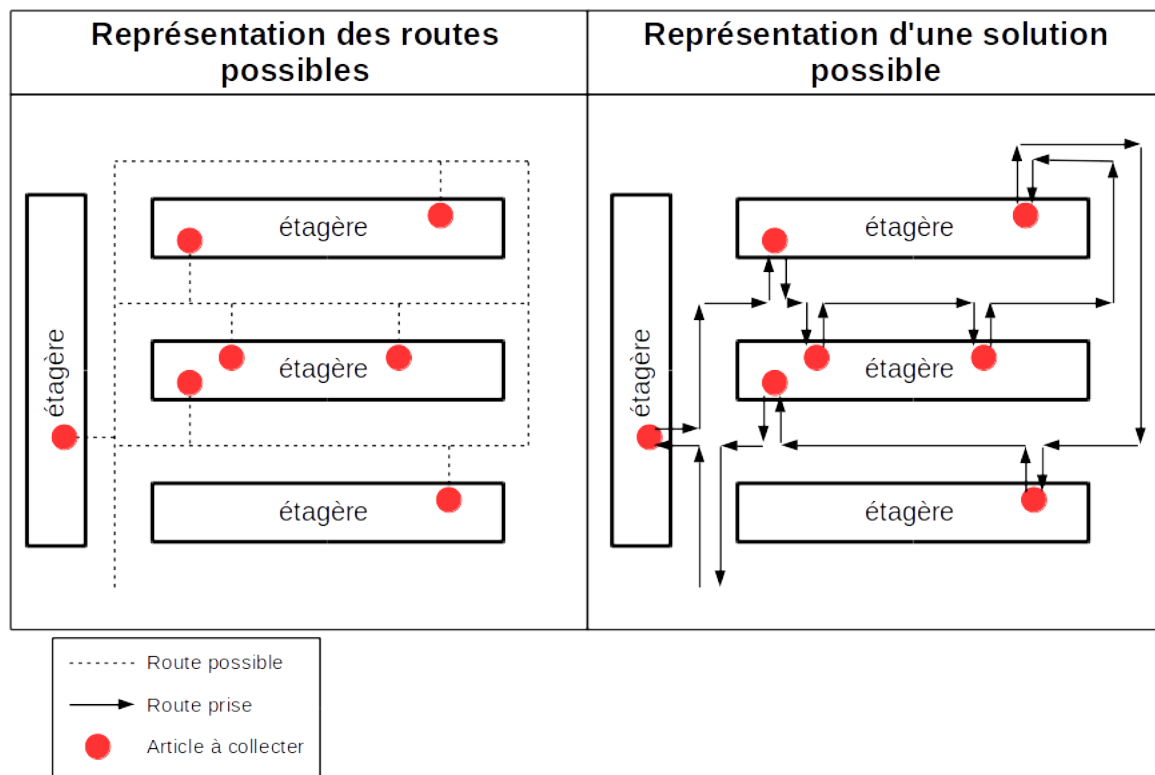 Représentation des routes
possibles
Représentation d'une solution
possible
étagère
étagère
étagère
étagère
étagère
étagère
étagère
étagère
Route possible
Route prise
Article à collecter